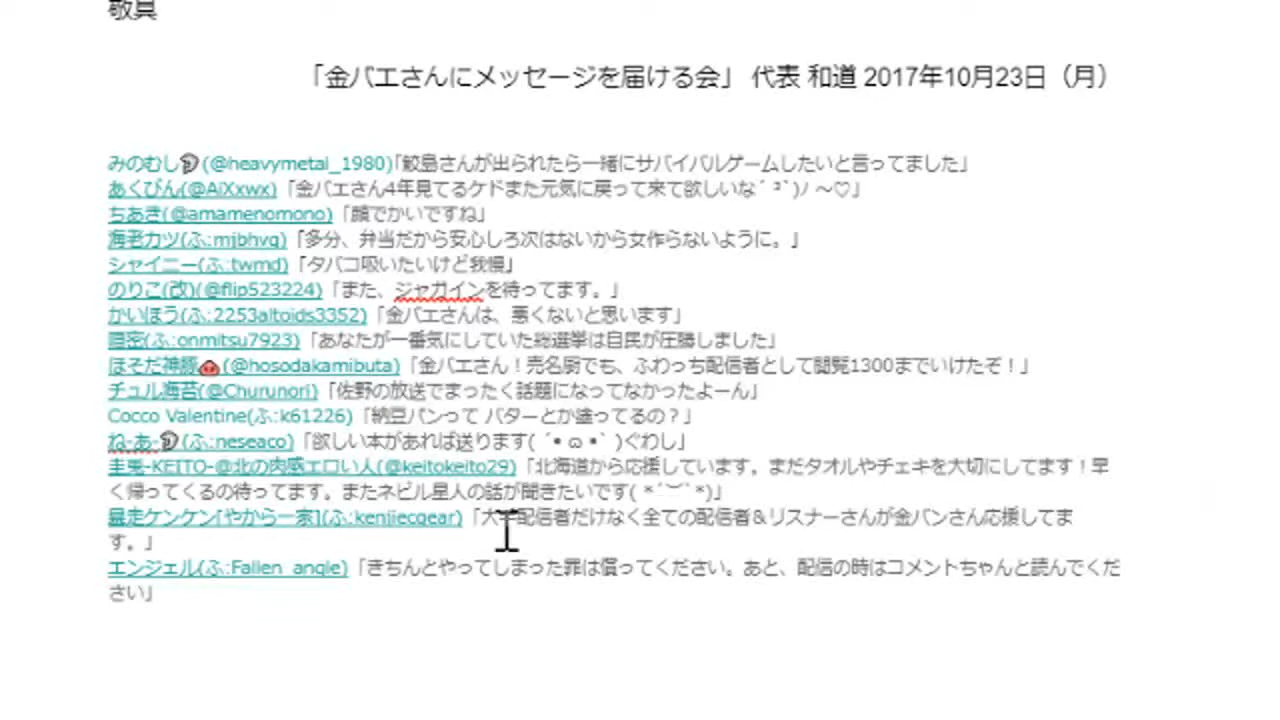 敬具
「金バエさんにメッセージを届ける会」 代表 和道 2017年10月23日（月）
みのむし(@heavymetal_1980)「鮫島さんが出られたら一緒にサバイバルゲームしたいと言ってました」
あくびん(@AiXxwx)「金バエさん4年見てるケドまた元気に戻って来て欲しいな´ ³`)ﾉ ～♡」
ちあき(@amamenomono)「顔でかいですね」
海老カツ(ふ:mjbhvq)「多分、弁当だから安心しろ次はないから女作らないように。」
シャイニー(ふ:twmd)「タバコ吸いたいけど我慢」
のりこ(改)(@flip523224)「また、ジャガインを待ってます。」
かいほう(ふ:2253altoids3352)「金バエさんは、悪くないと思います」
隠密(ふ:onmitsu7923)「あなたが一番気にしていた総選挙は自民が圧勝しました」
ほそだ神豚(@hosodakamibuta)「金バエさん！売名厨でも、ふわっち配信者として閲覧1300までいけたぞ！」
チュル海苔(@Churunori)「佐野の放送でまったく話題になってなかったよーん」
Cocco Valentine(ふ:k61226)「納豆パンって バターとか塗ってるの？」
ね-あ-(ふ:neseaco)「欲しい本があれば送ります( ´• ω •` )ぐわし」
圭兎-KEITO-@北の肉感エロい人(@keitokeito29)「北海道から応援しています。まだタオルやチェキを大切にしてます！早
く帰ってくるの待ってます。またネビル星人の話が聞きたいです( *´︶`*)」
暴走ケンケン[やから一家](ふ:kenjiecgear)「大手配信者だけなく全ての配信者＆リスナーさんが金バンさん応援してま
す。」
エンジェル(ふ:Fallen_angle)「きちんとやってしまった罪は償ってください。あと、配信の時はコメントちゃんと読んでくだ
さい」